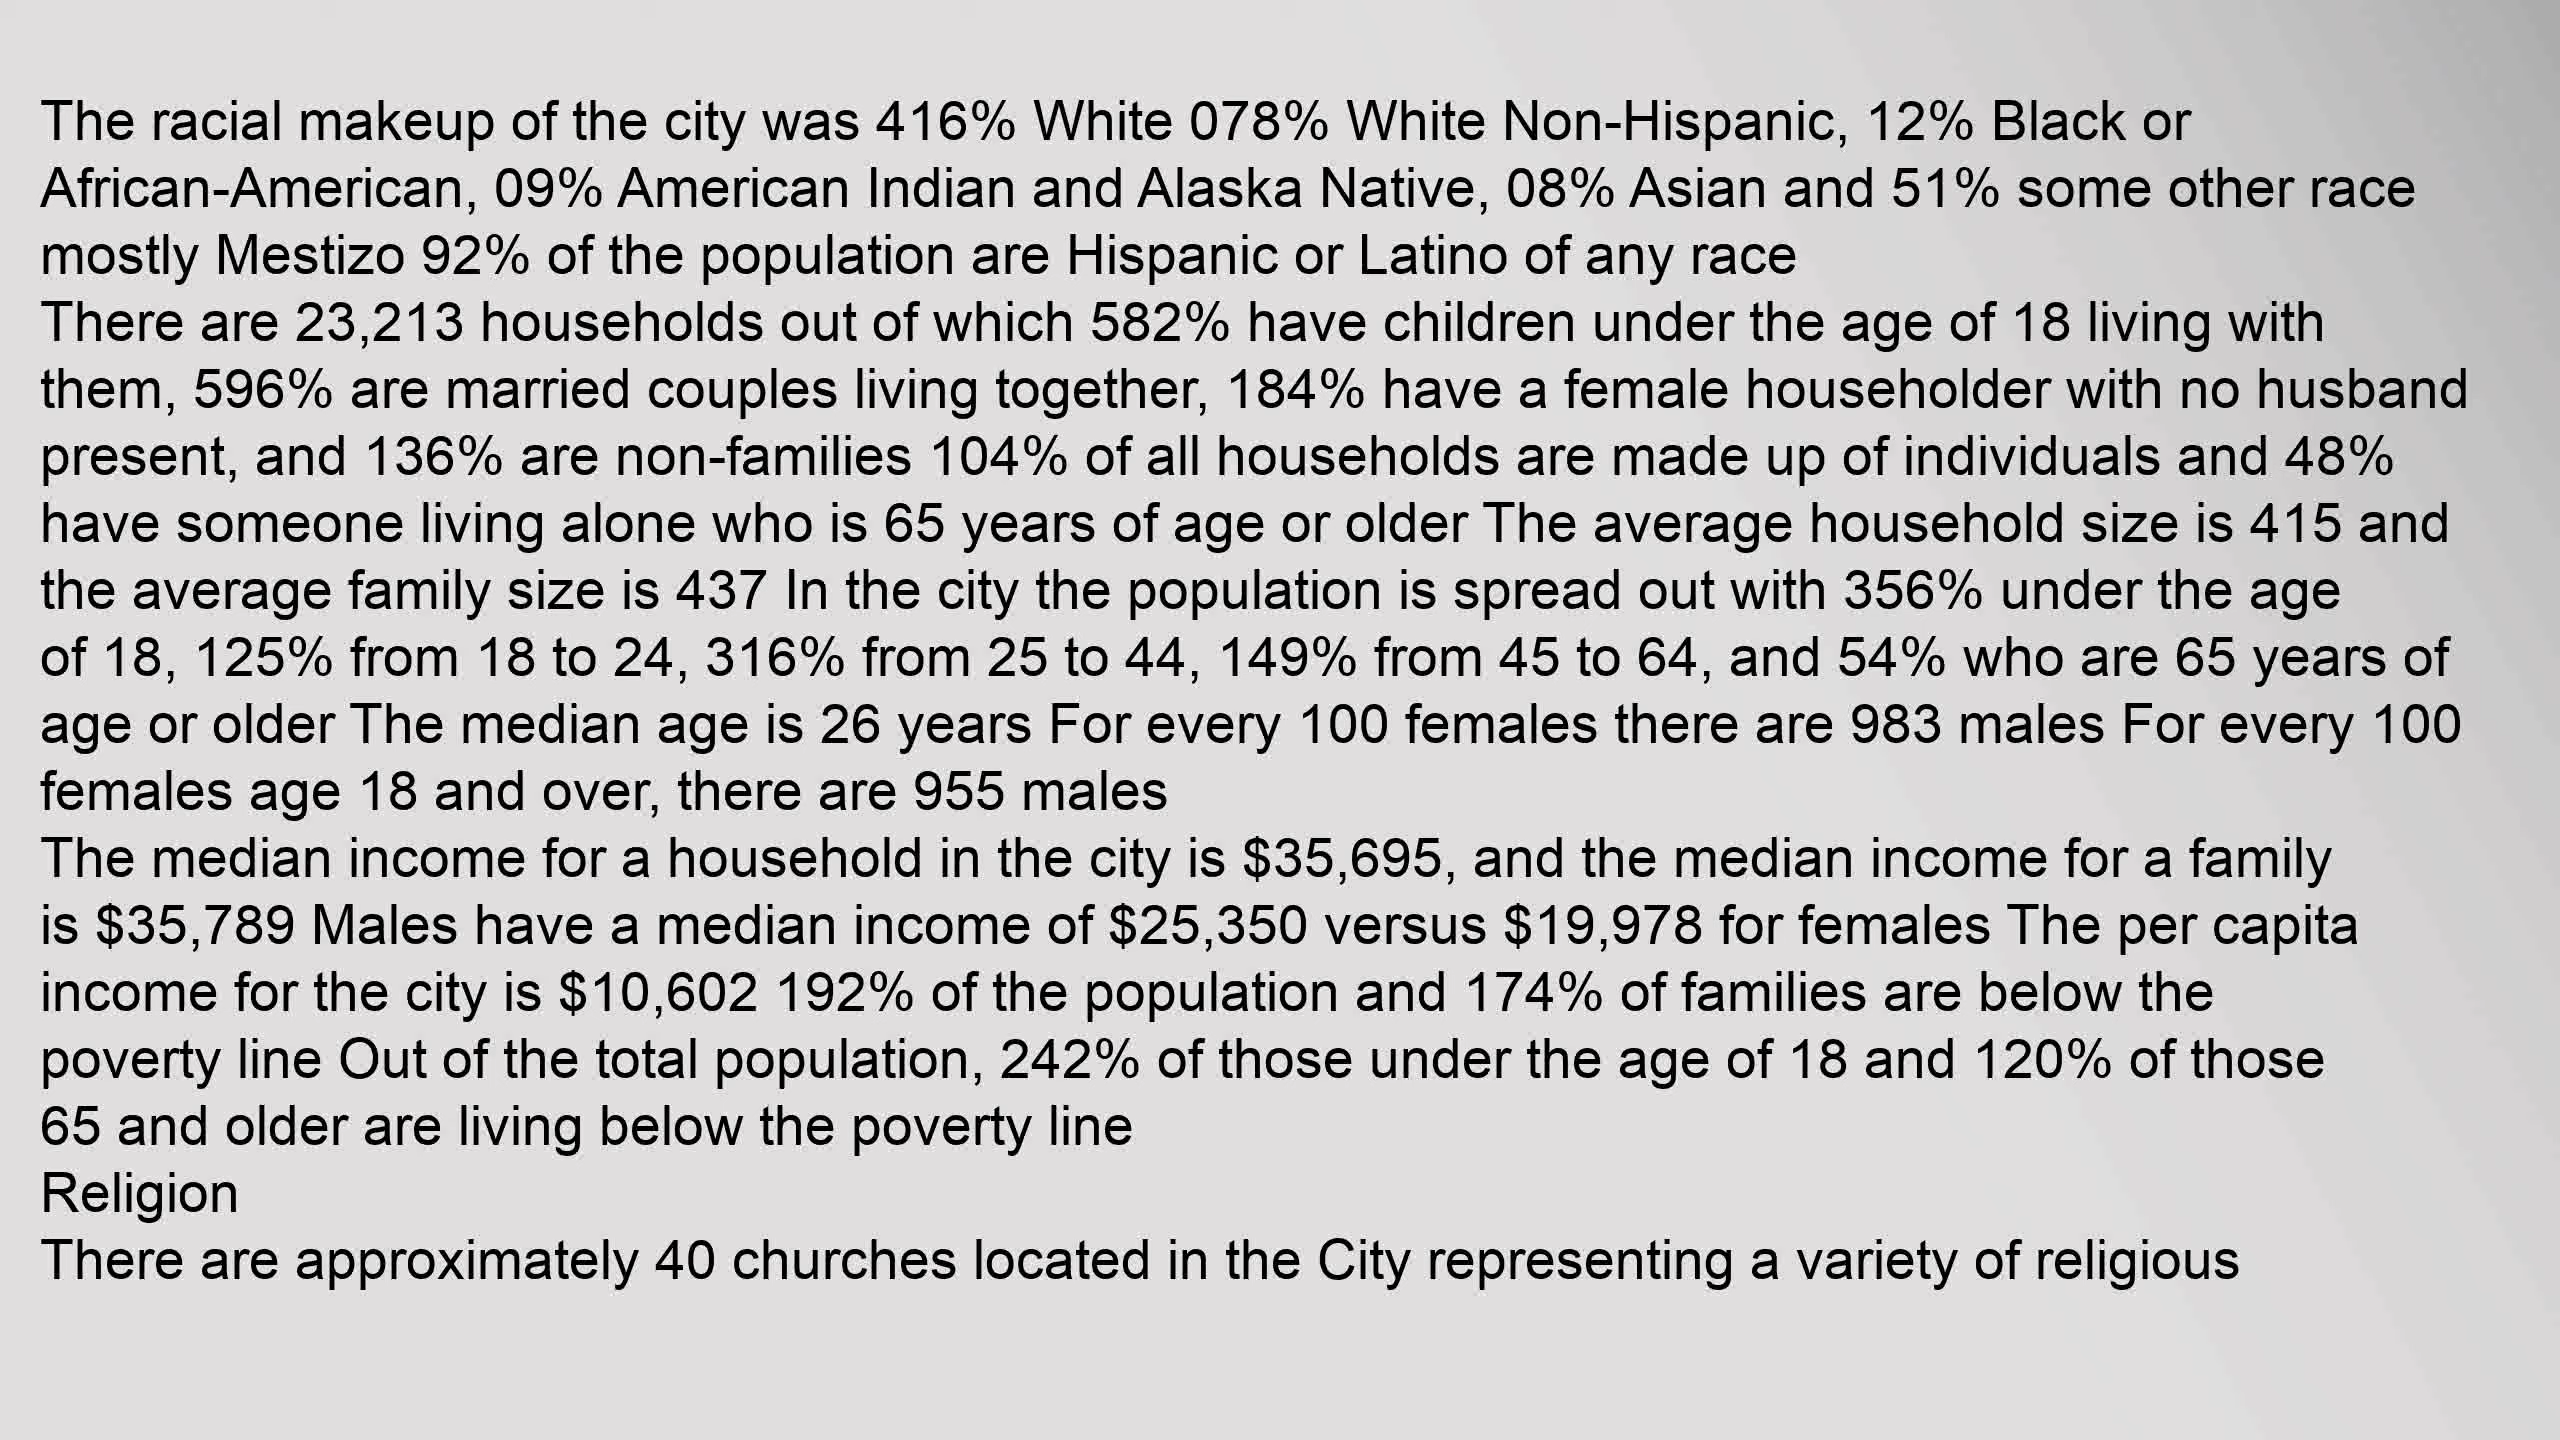 The racial makeup of the city was 416% White 078% White Non-Hispanic, 12% Black or
African-American, 09% American Indian and Alaska Native, 08% Asian and 51% some other race
mostly Mestizo 92% of the population are Hispanic or Latino of any race
There are 23,213 households out of which 582% have children under the age of 18 living with
them, 596% are married couples living together, 184% have a female householder with no husband
present, and 136% are non-families 104% of all households are made up of individuals and 48%
have someone living alone who is 65 years of age or older The average household size is 415 and
the average family size is 437 In the city the population is spread out with 356% under the age
of 18, 125% from 18 to 24, 316% from 25 to 44, 149% from 45 to 64, and 54% who are 65 years of
age or older The median age is 26 years For every 100 females there are 983 males For every 100
females age 18 and over, there are 955 males
The median income for a household in the city is $35,695, and the median income for a family
is $35,789 Males have a median income of $25,350 versus $19,978 for females The per capita
income for the city is $10,602 192% of the population and 174% of families are below the
poverty line Out of the total population, 242% of those under the age of 18 and 120% of those
65 and older are living below the poverty line
Religion
There are approximately 40 churches located in the City representing a variety of religious